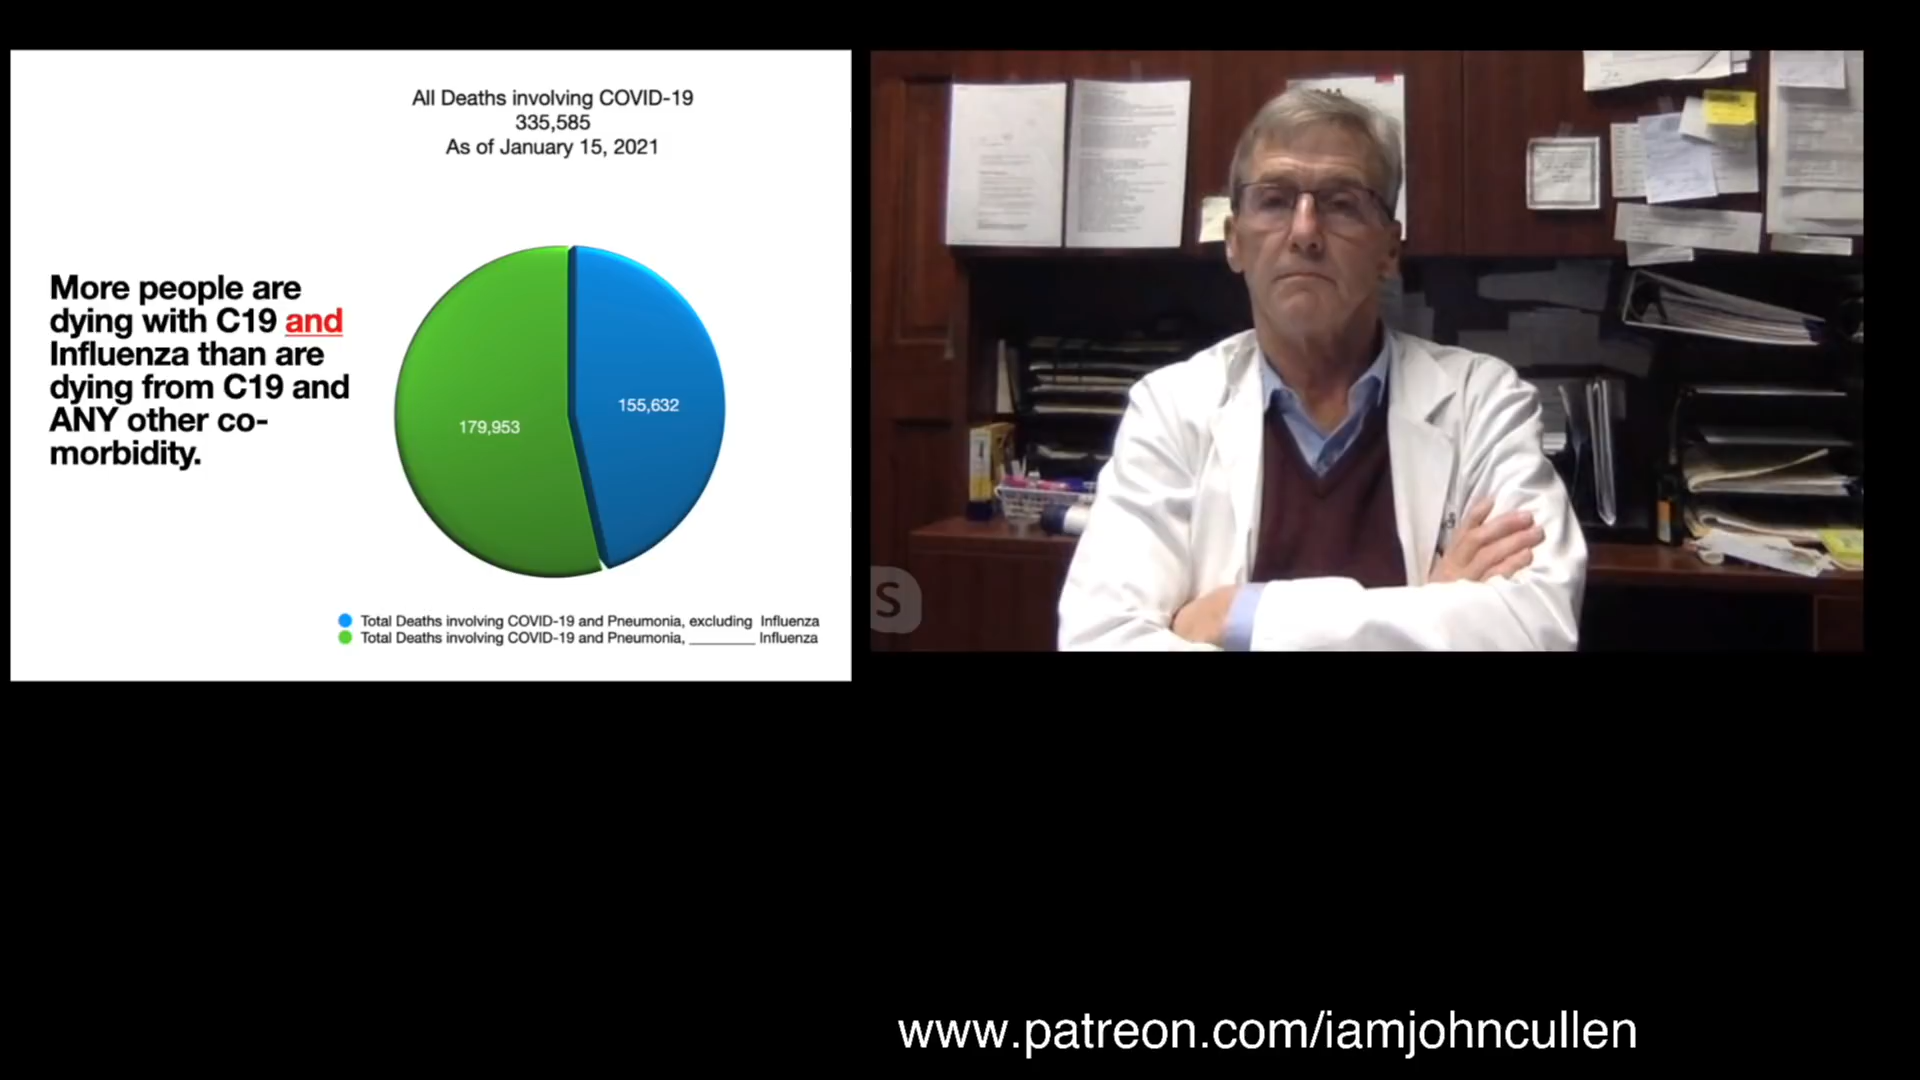 All Deaths involving COVID-19
335,585
As of January 15, 2021
More people are
dying with C19 and
Influenza than are
dying from C19 and
ANY other co-
morbidity.
179,953
155,632
Total Deaths involving COVID-19 and Pneumonia, excluding Influenza
Total Deaths involving COVID-19 and Pneumonia, ________ Influenza
S
www.patreon.com/iamjohncullen